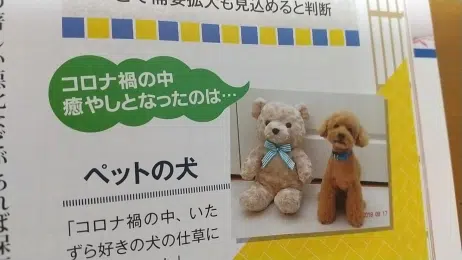 で需要拡大も見込めると判断
コロナ禍の中
癒やしとなったのは…
ペットの犬
「コロナ禍の中、いた
ずら好きの犬の仕草に